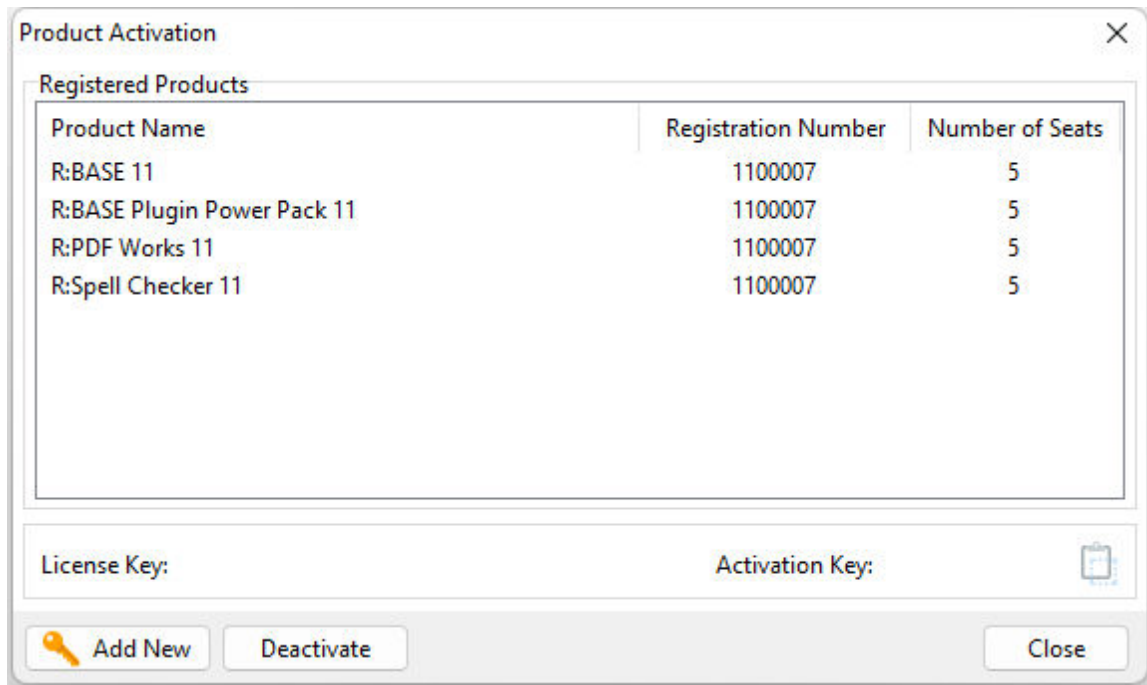 Product Activation
Registered Products
Product Name Registration Number Number of Seats
R:BASE 11 1100007 5
R:BASE Plugin Power Pack 11 1100007 5
R:PDF Works 11 1100007 5
R:Spell Checker 11 1100007 5
License Key: Activation Key:
Add New Deactivate Close